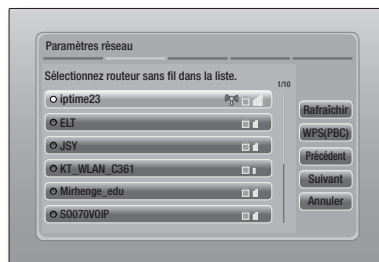 Paramètres réseau
Sélectionnez routeur sans fil dans la liste.
1/10
iptime23
ELT
JSY
KT_WLAN_C361
Mirhenge_edu
SO070VOIP
Rafraîchir
WPS(PBC)
Précédent
Suivant
Annuler